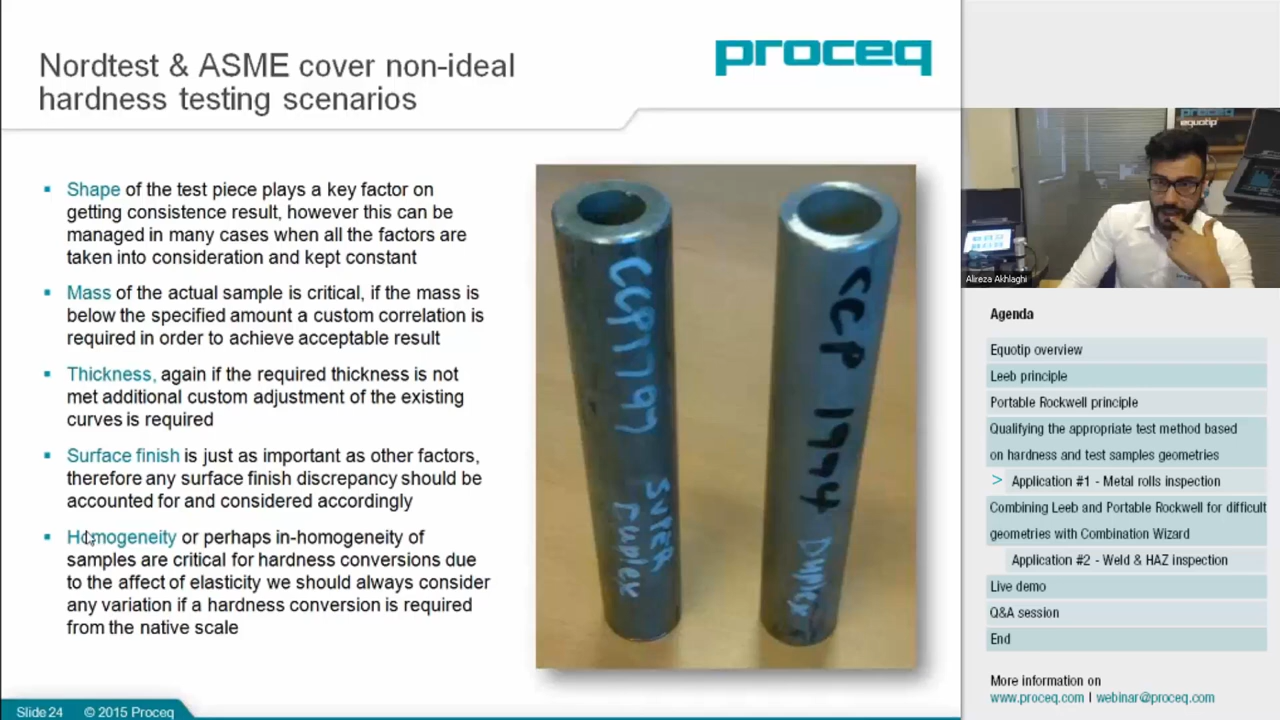 Nordtest & ASME cover non-ideal
hardness testing scenarios
proceq
▪ Shape of the test piece plays a key factor on
getting consistence result, however this can be
managed in many cases when all the factors are
taken into consideration and kept constant
▪ Mass of the actual sample is critical, if the mass is
below the specified amount a custom correlation is
required in order to achieve acceptable result
▪ Thickness, again if the required thickness is not
met additional custom adjustment of the existing
curves is required
▪ Surface finish is just as important as other factors,
therefore any surface finish discrepancy should be
accounted for and considered accordingly
▪ Homogeneity or perhaps in-homogeneity of
samples are critical for hardness conversions due
to the affect of elasticity we should always consider
any variation if a hardness conversion is required
from the native scale
CCP1797
SUPER
Duplex
CCP 1994 Duplex
Slide 24 © 2015 Proceq
proceq
equotip
Alireza Akhlaghi
Agenda
Equotip overview
Leeb principle
Portable Rockwell principle
Qualifying the appropriate test method based
on hardness and test samples geometries
> Application #1 - Metal rolls inspection
Combining Leeb and Portable Rockwell for difficult
geometries with Combination Wizard
Application #2 - Weld & HAZ inspection
Live demo
Q&A session
End
More information on
www.proceq.com | webinar@proceq.com